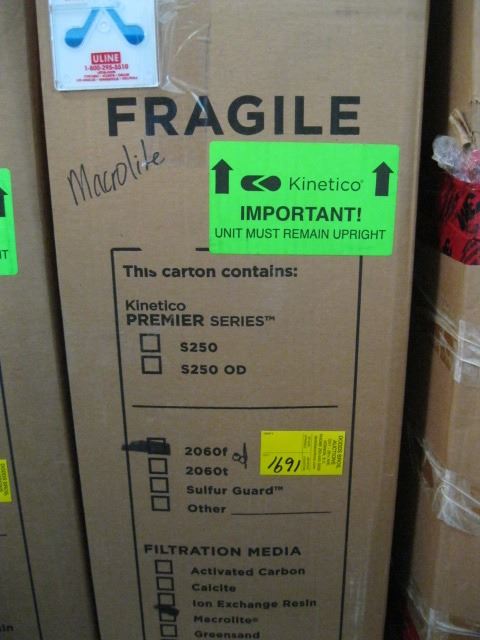 ULINE
1-800-295-5510
FRAGILE
Macrolite
Kinetico
IMPORTANT!
UNIT MUST REMAIN UPRIGHT
IT
This carton contains:
Kinetico
PREMIER SERIES™
S250
S250 OD
2060f
2060t
Sulfur Guard™
Other
1691
FILTRATION MEDIA
Activated Carbon
Calcite
Ion Exchange Resin
Macrolite®
Greensand
in